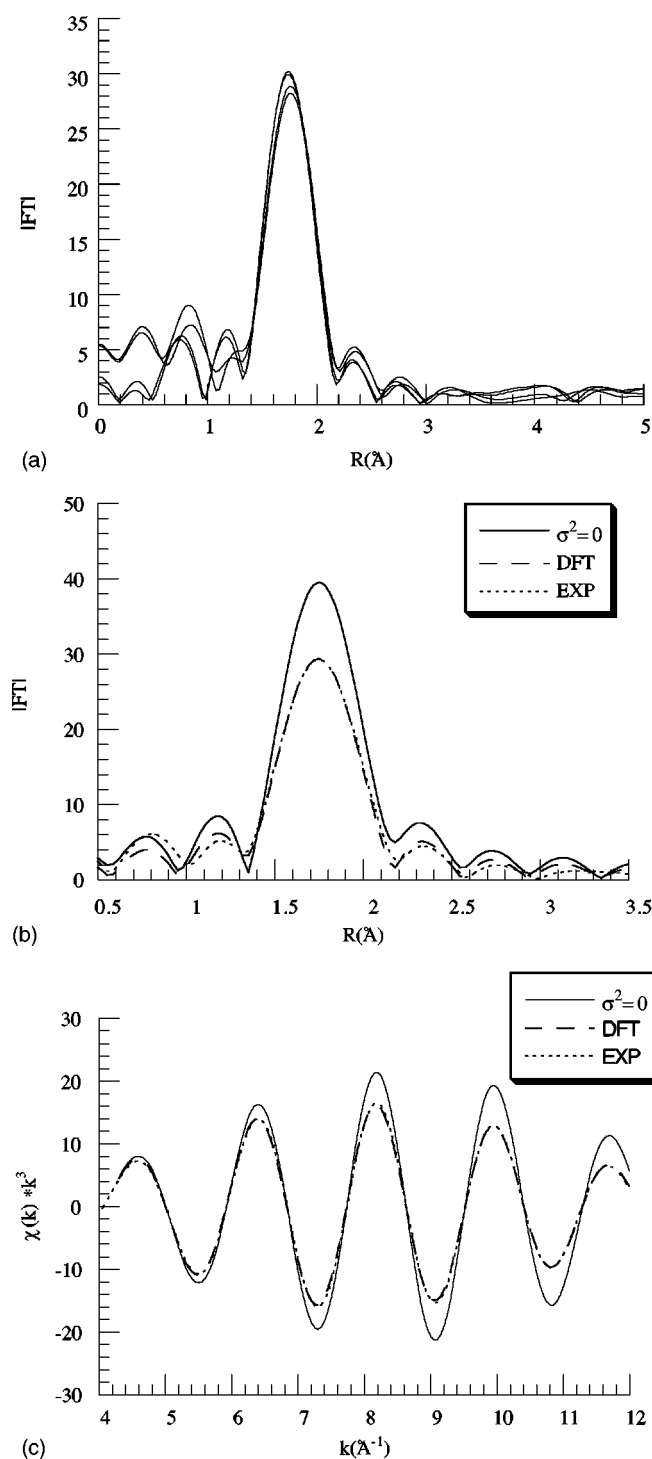 35
30
25
20
15
10
5
0
|FT|
0 1 2 3 4 5
R(Å)
(a)
50
40
30
20
10
0
|FT|
σ²=0
DFT
EXP
0.5 1 1.5 2 2.5 3 3.5
R(Å)
(b)
σ²=0
DFT
EXP
30
20
10
0
-10
-20
-30
χ(k) *k³
4 5 6 7 8 9 10 11 12
k(Å⁻¹)
(c)